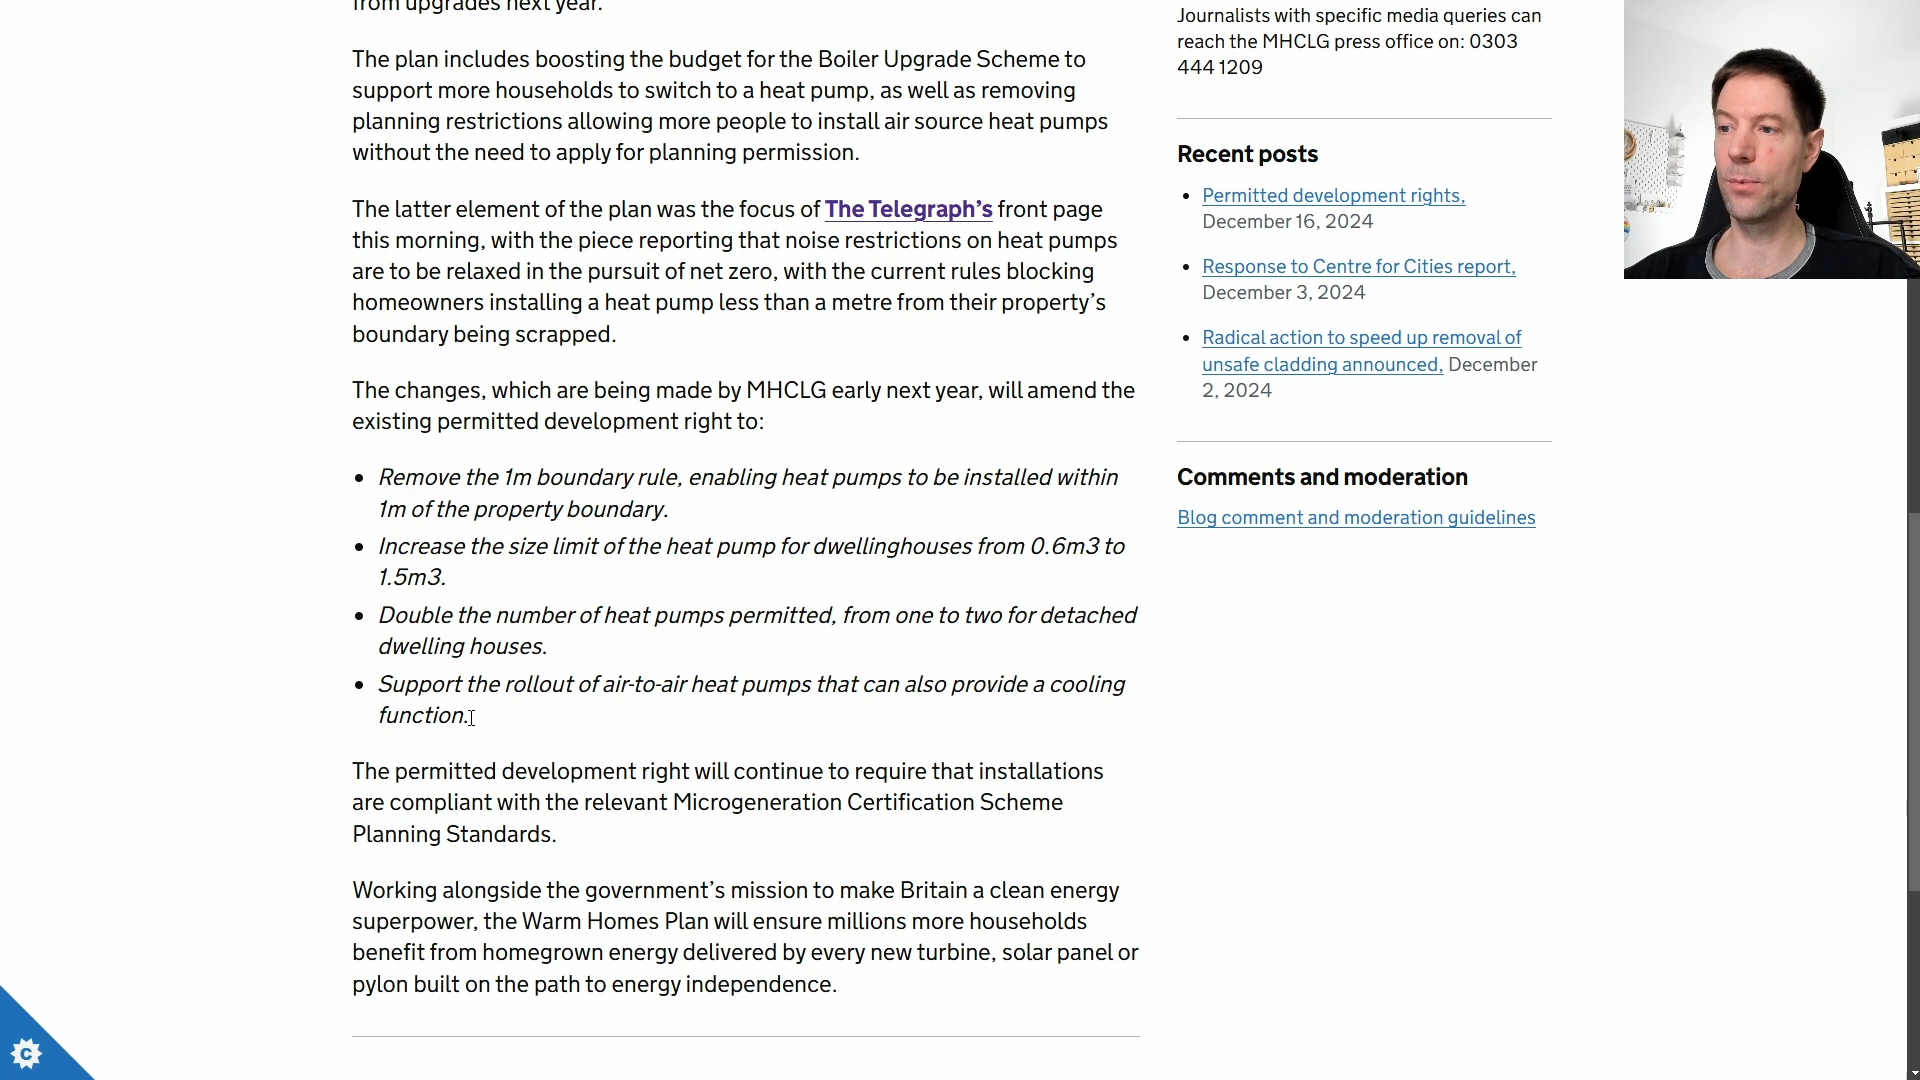 from upgrades next year.
The plan includes boosting the budget for the Boiler Upgrade Scheme to
support more households to switch to a heat pump, as well as removing
planning restrictions allowing more people to install air source heat pumps
without the need to apply for planning permission.
The latter element of the plan was the focus of The Telegraph’s front page
this morning, with the piece reporting that noise restrictions on heat pumps
are to be relaxed in the pursuit of net zero, with the current rules blocking
homeowners installing a heat pump less than a metre from their property’s
boundary being scrapped.
The changes, which are being made by MHCLG early next year, will amend the
existing permitted development right to:
• Remove the 1m boundary rule, enabling heat pumps to be installed within
1m of the property boundary.
• Increase the size limit of the heat pump for dwellinghouses from 0.6m3 to
1.5m3.
• Double the number of heat pumps permitted, from one to two for detached
dwelling houses.
• Support the rollout of air-to-air heat pumps that can also provide a cooling
function.
The permitted development right will continue to require that installations
are compliant with the relevant Microgeneration Certification Scheme
Planning Standards.
Working alongside the government’s mission to make Britain a clean energy
superpower, the Warm Homes Plan will ensure millions more households
benefit from homegrown energy delivered by every new turbine, solar panel or
pylon built on the path to energy independence.
Journalists with specific media queries can
reach the MHCLG press office on: 0303
444 1209
Recent posts
• Permitted development rights,
December 16, 2024
• Response to Centre for Cities report,
December 3, 2024
• Radical action to speed up removal of
unsafe cladding announced, December
2, 2024
Comments and moderation
Blog comment and moderation guidelines
C